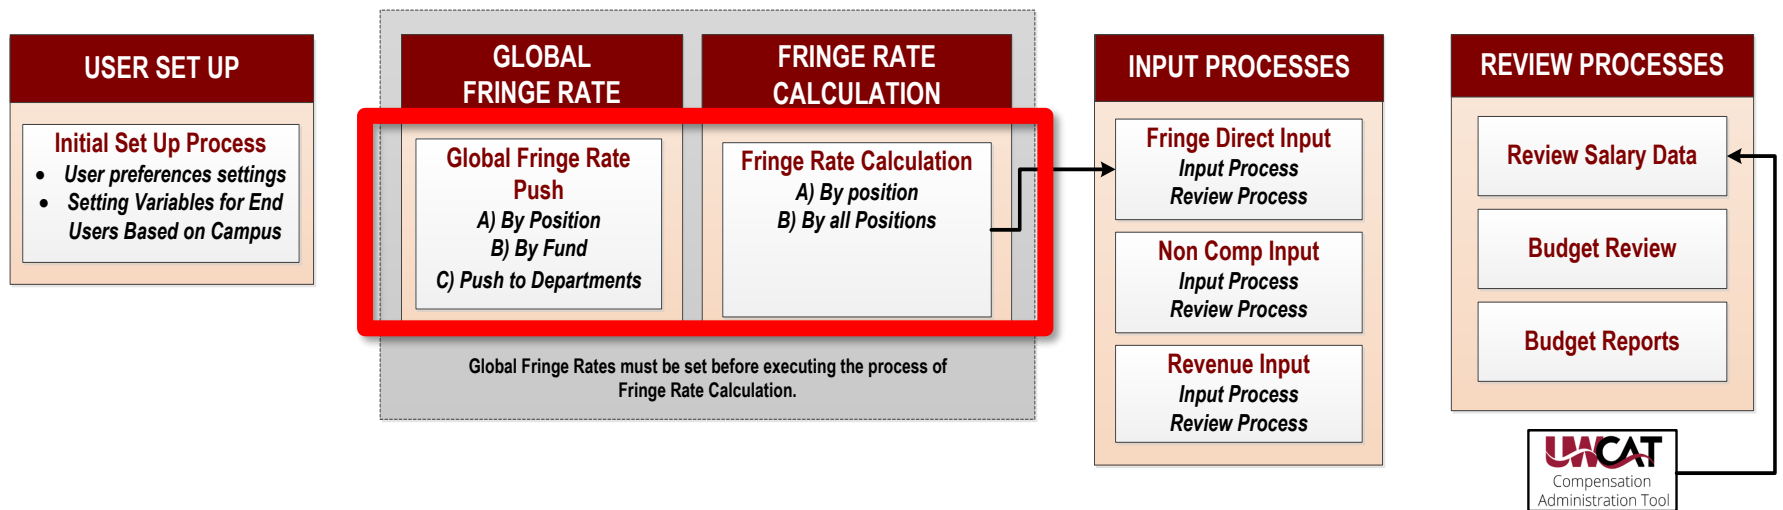 USER SET UP
Initial Set Up Process
• User preferences settings
• Setting Variables for End
Users Based on Campus
GLOBAL
FRINGE RATE
Global Fringe Rate
Push
A) By Position
B) By Fund
C) Push to Departments
FRINGE RATE
CALCULATION
Fringe Rate Calculation
A) By position
B) By all Positions
Global Fringe Rates must be set before executing the process of
Fringe Rate Calculation.
INPUT PROCESSES
Fringe Direct Input
Input Process
Review Process
Non Comp Input
Input Process
Review Process
Revenue Input
Input Process
Review Process
REVIEW PROCESSES
Review Salary Data
Budget Review
Budget Reports
UWCAT
Compensation
Administration Tool